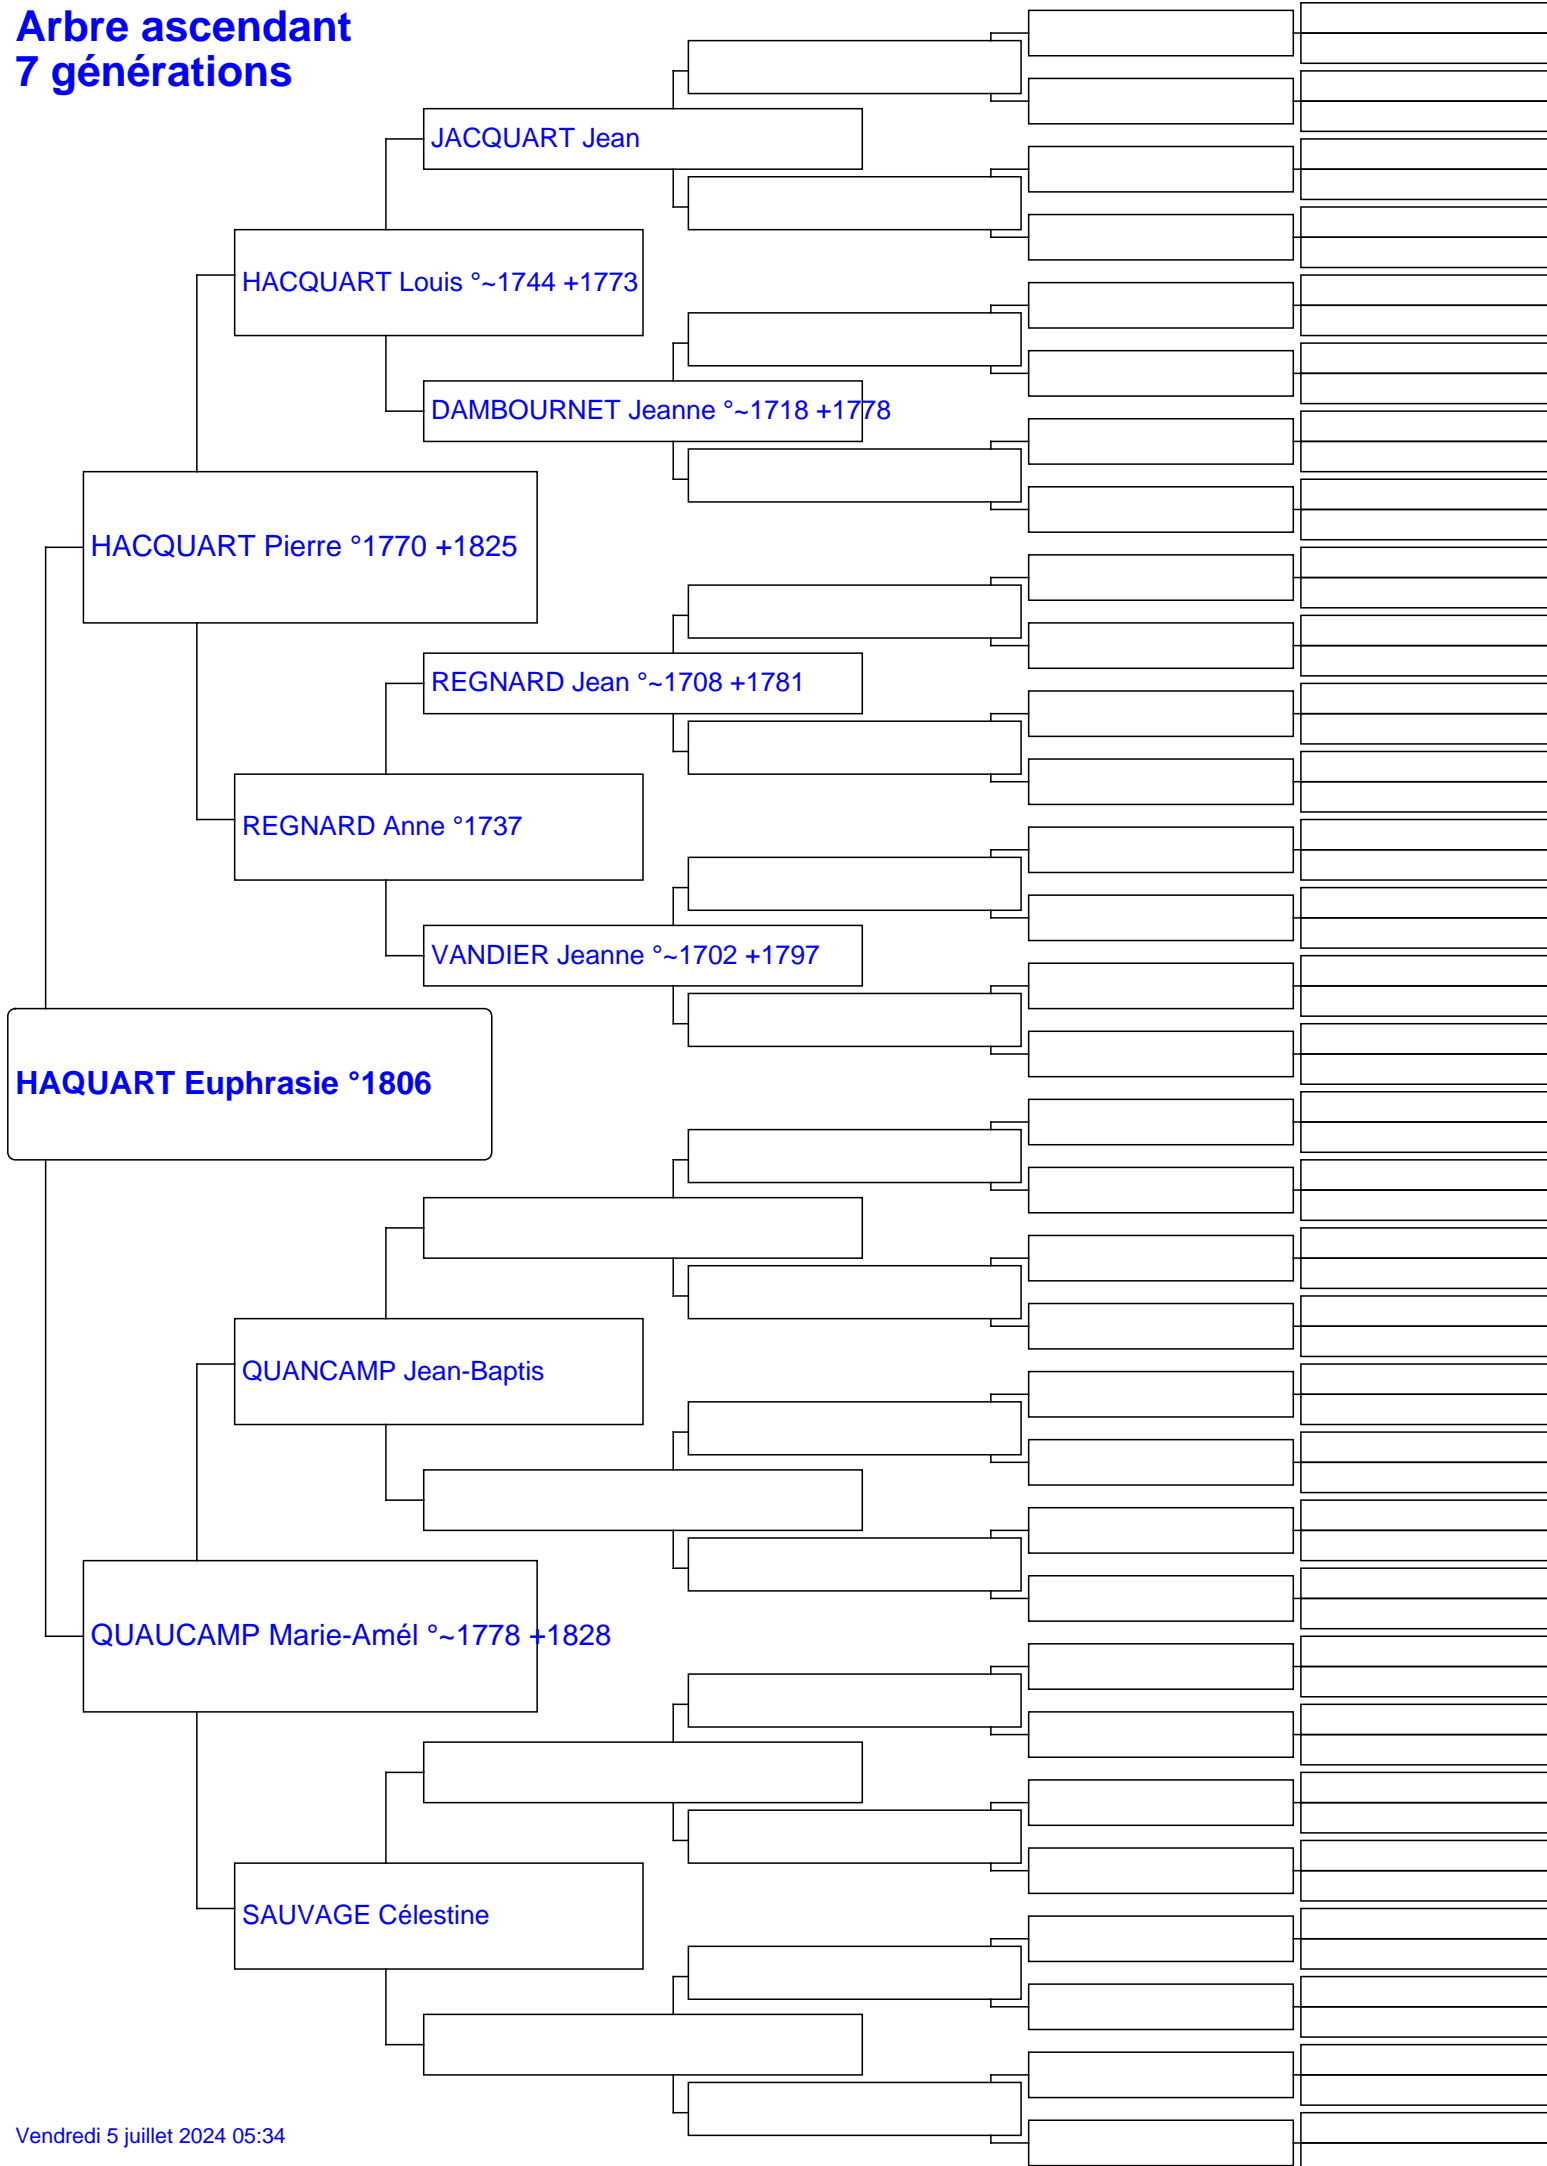 Arbre ascendant
7 générations
JACQUART Jean
HACQUART Louis °~1744 +1773
DAMBOURNET Jeanne °~1718 +1778
HACQUART Pierre °1770 +1825
REGNARD Jean °~1708 +1781
REGNARD Anne °1737
VANDIER Jeanne °~1702 +1797
HAQUART Euphrasie °1806
QUANCAMP Jean-Baptis
QUAUCAMP Marie-Amél °~1778 +1828
SAUVAGE Célestine
Vendredi 5 juillet 2024 05:34